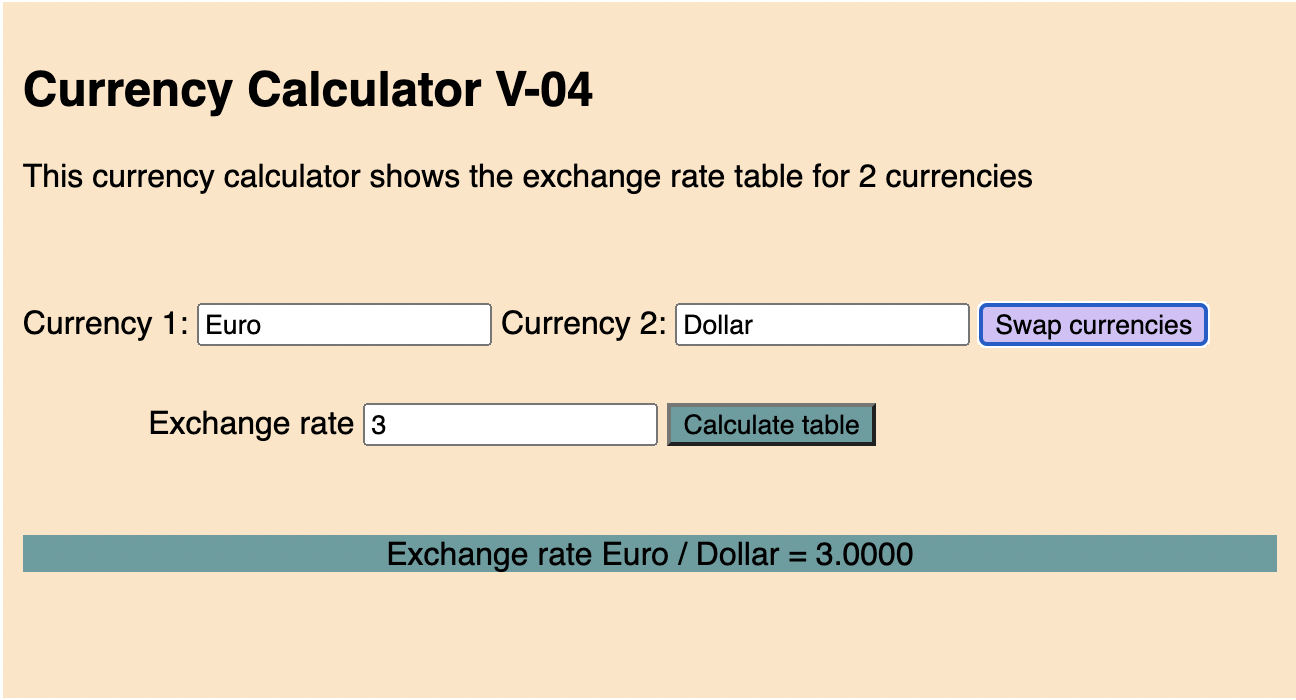 Currency Calculator V-04
This currency calculator shows the exchange rate table for 2 currencies
Currency 1: Euro Currency 2: Dollar Swap currencies
Exchange rate 3 Calculate table
Exchange rate Euro / Dollar = 3.0000